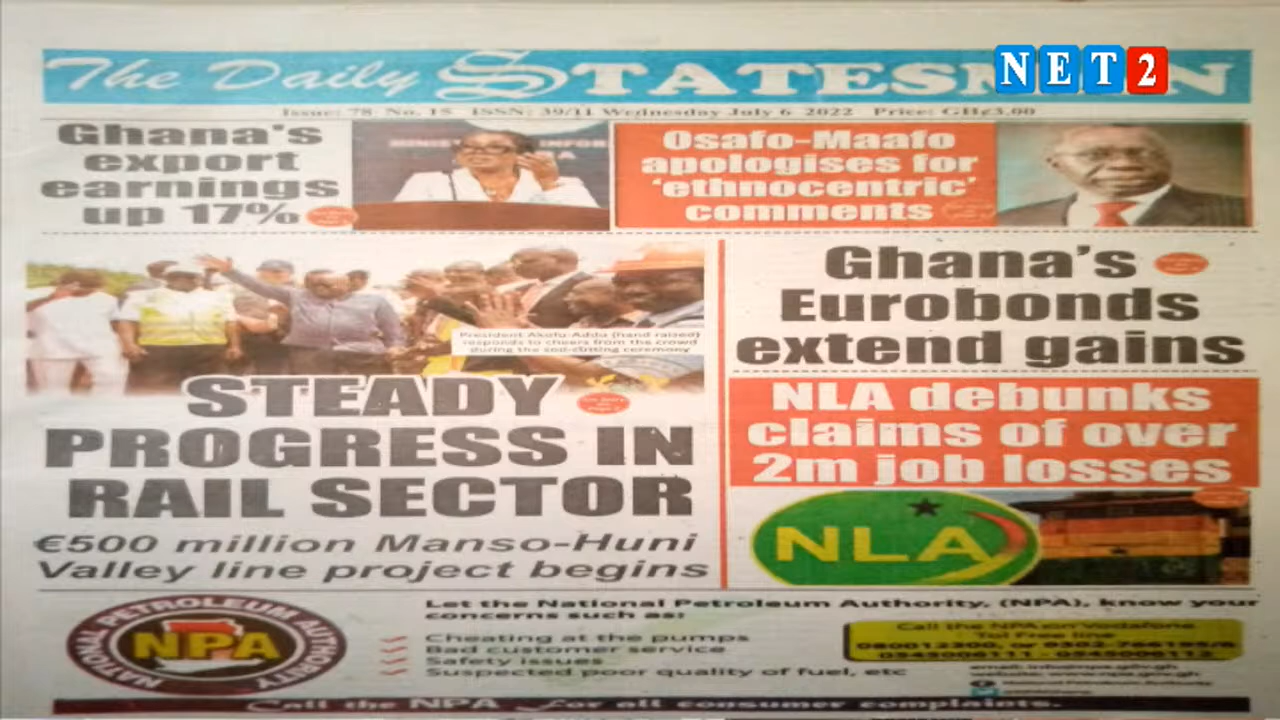 NET2
The Daily STATESMAN
Issue: 78 No. 15 ISSN: 39/11 Wednesday July 6 2022 Price: GH¢3.00
Ghana's
export
earnings
up 17%
Osafo-Maafo
apologises for
'ethnocentric'
comments
President Akufo-Addo (hand raised)
responds to cheers from the crowd
during the sod-cutting ceremony
STEADY
PROGRESS IN
RAIL SECTOR
€500 million Manso-Huni
Valley line project begins
Ghana's
Eurobonds
extend gains
NLA debunks
claims of over
2m job losses
NLA
NATIONAL PETROLEUM AUTHORITY
NPA
Let the National Petroleum Authority, (NPA), know your
concerns such as:
Cheating at the pumps
Bad customer service
Safety issues
Suspected poor quality of fuel, etc
Call the NPA on Vodafone
Toll Free line
Call the NPA for all consumer complaints.